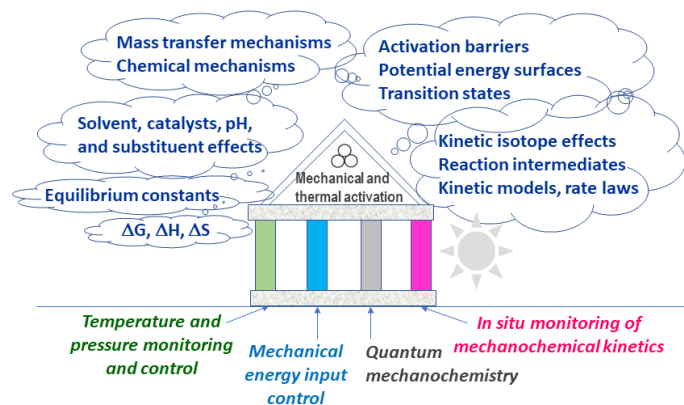 Mass transfer mechanisms
Chemical mechanisms
Activation barriers
Potential energy surfaces
Transition states
Solvent, catalysts, pH,
and substituent effects
Kinetic isotope effects
Reaction intermediates
Kinetic models, rate laws
Equilibrium constants
ΔG, ΔH, ΔS
Mechanical and
thermal activation
Temperature and
pressure monitoring
and control
Mechanical
energy input
control
Quantum
mechanochemistry
In situ monitoring of
mechanochemical kinetics